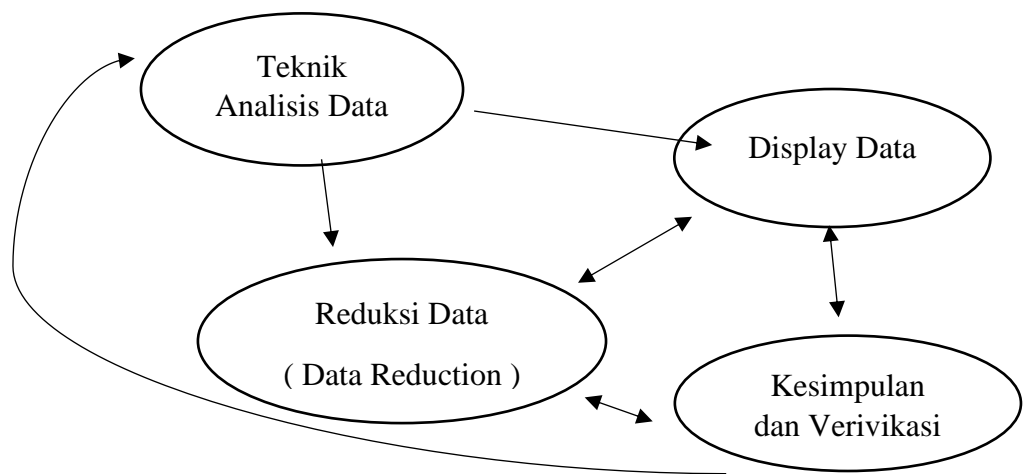 Teknik
Analisis Data
Display Data
Reduksi Data
( Data Reduction )
Kesimpulan
dan Verivikasi